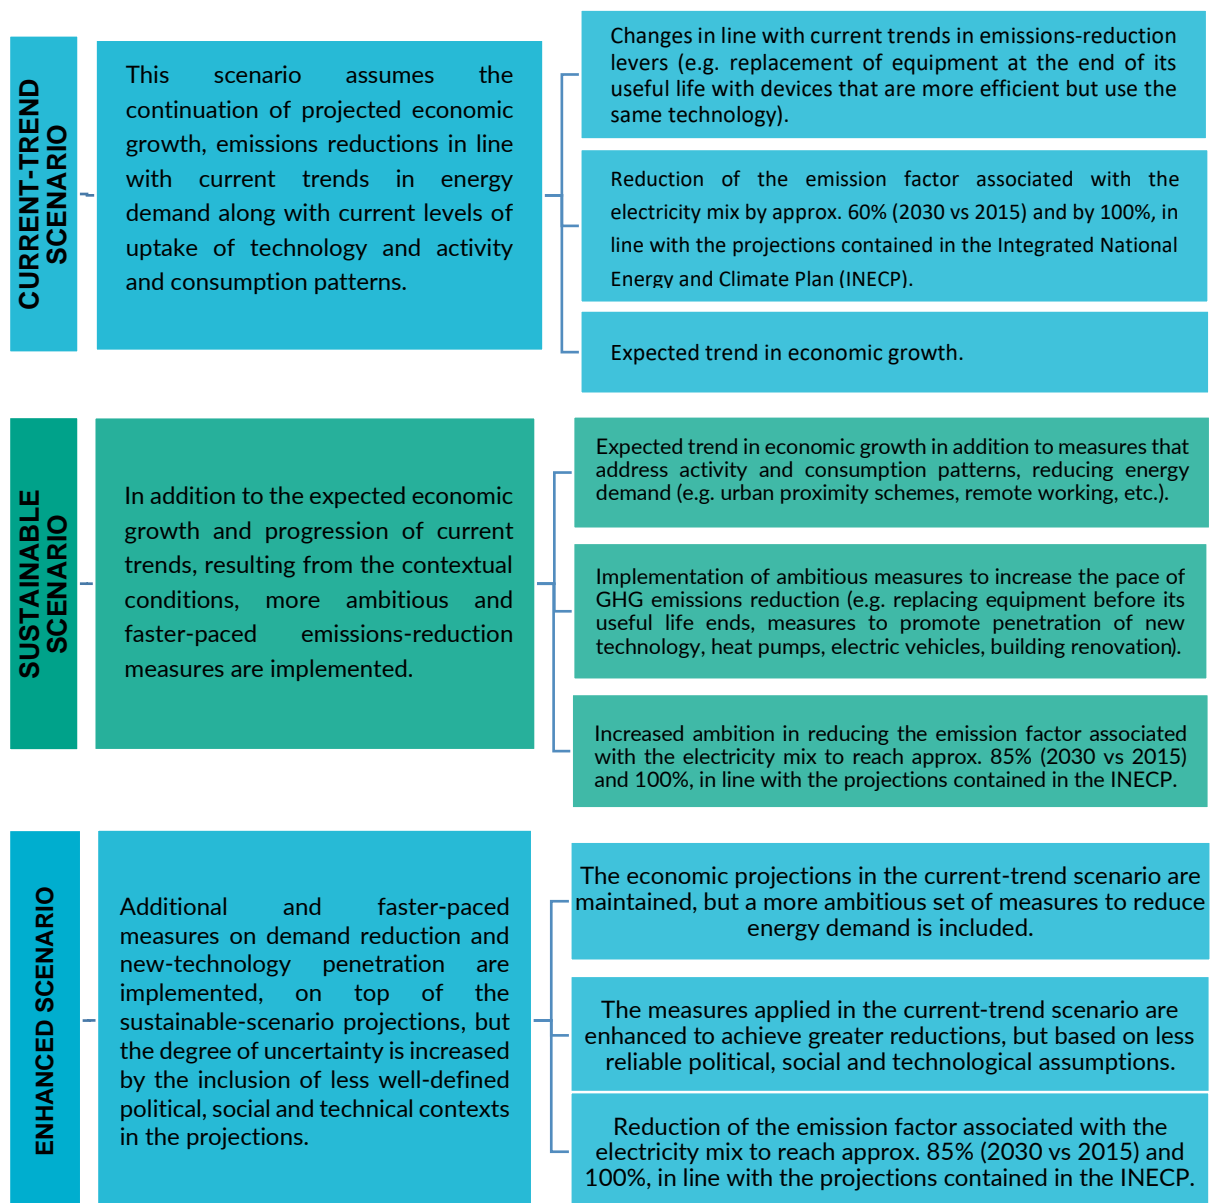 CURRENT-TREND
SCENARIO
This scenario assumes the
continuation of projected economic
growth, emissions reductions in line
with current trends in energy
demand along with current levels of
uptake of technology and activity
and consumption patterns.
Changes in line with current trends in emissions-reduction
levers (e.g. replacement of equipment at the end of its
useful life with devices that are more efficient but use the
same technology).
Reduction of the emission factor associated with the
electricity mix by approx. 60% (2030 vs 2015) and by 100%, in
line with the projections contained in the Integrated National
Energy and Climate Plan (INECP).
Expected trend in economic growth.
SUSTAINABLE
SCENARIO
In addition to the expected economic
growth and progression of current
trends, resulting from the contextual
conditions, more ambitious and
faster-paced emissions-reduction
measures are implemented.
Expected trend in economic growth in addition to measures that
address activity and consumption patterns, reducing energy
demand (e.g. urban proximity schemes, remote working, etc.).
Implementation of ambitious measures to increase the pace of
GHG emissions reduction (e.g. replacing equipment before its
useful life ends, measures to promote penetration of new
technology, heat pumps, electric vehicles, building renovation).
Increased ambition in reducing the emission factor associated
with the electricity mix to reach approx. 85% (2030 vs 2015)
and 100%, in line with the projections contained in the INECP.
ENHANCED SCENARIO
Additional and faster-paced
measures on demand reduction and
new-technology penetration are
implemented, on top of the
sustainable-scenario projections, but
the degree of uncertainty is increased
by the inclusion of less well-defined
political, social and technical contexts
in the projections.
The economic projections in the current-trend scenario are
maintained, but a more ambitious set of measures to reduce
energy demand is included.
The measures applied in the current-trend scenario are
enhanced to achieve greater reductions, but based on less
reliable political, social and technological assumptions.
Reduction of the emission factor associated with the
electricity mix to reach approx. 85% (2030 vs 2015) and
100%, in line with the projections contained in the INECP.